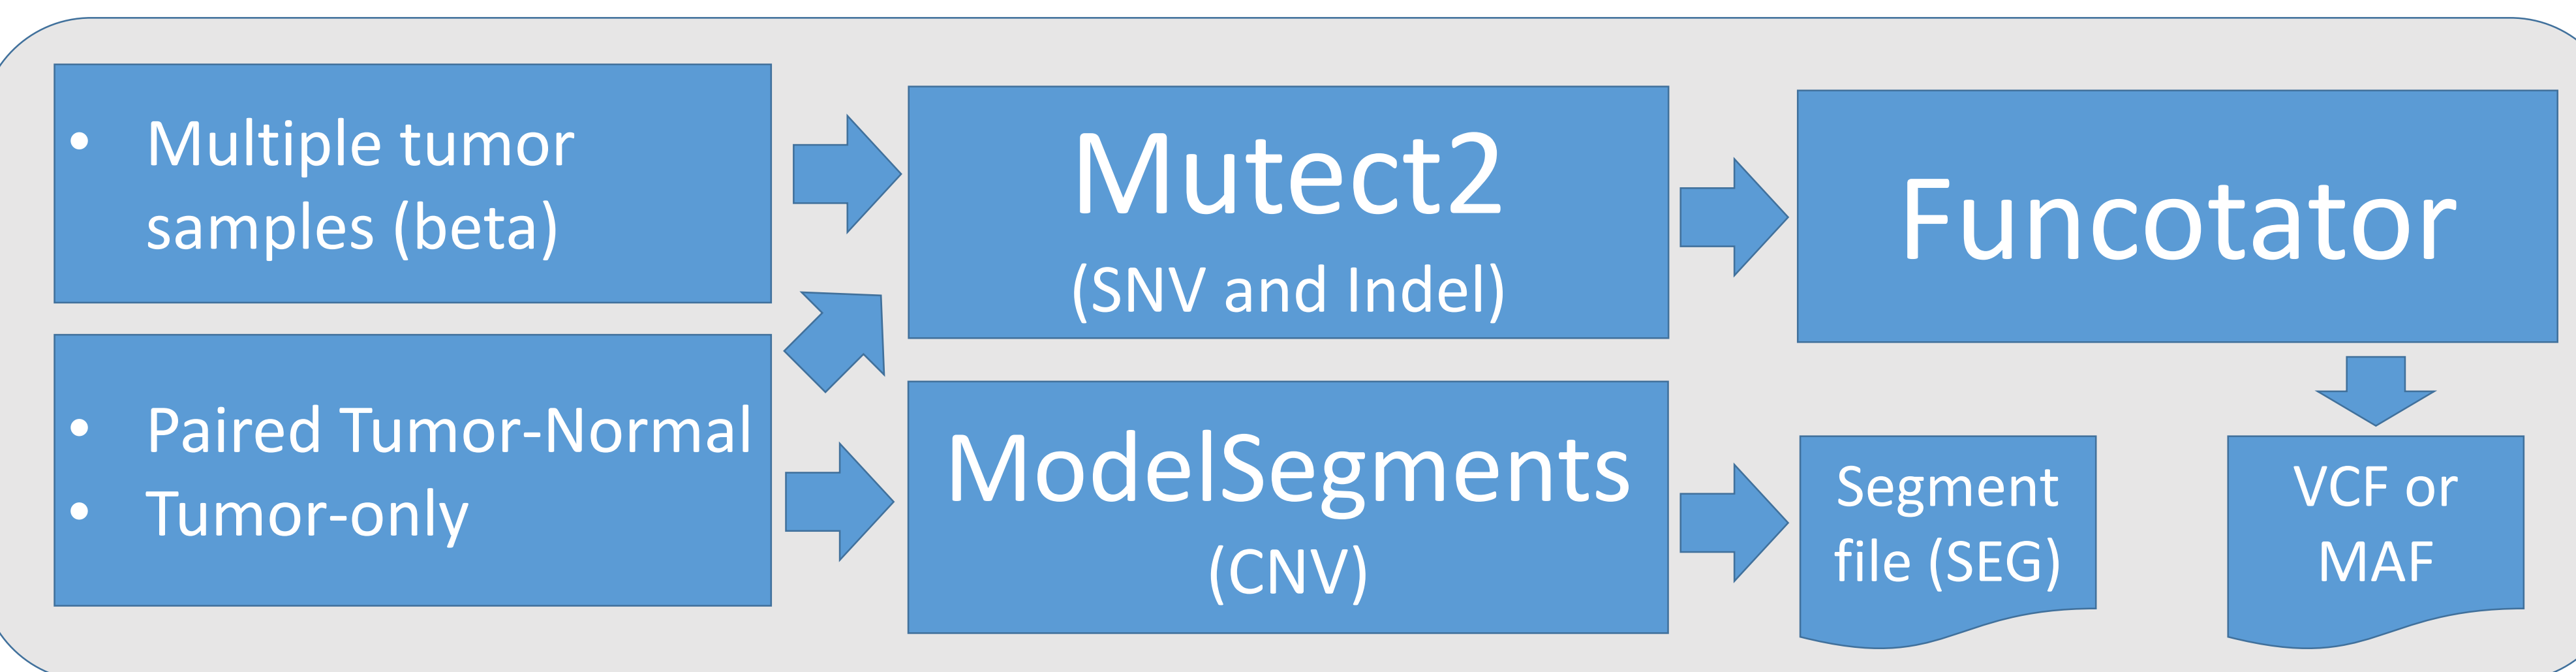 • Multiple tumor
samples (beta)
• Paired Tumor-Normal
• Tumor-only
Mutect2
(SNV and Indel)
ModelSegments
(CNV)
Funcotator
Segment
file (SEG)
VCF or
MAF